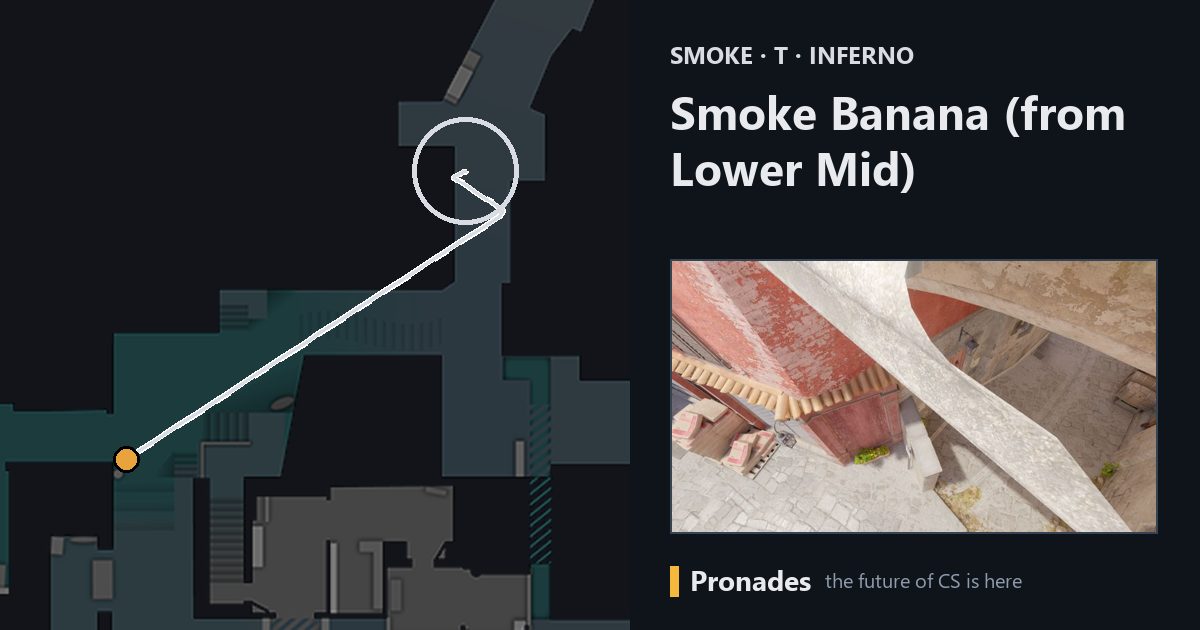 SMOKE · T · INFERNO
Smoke Banana (from
Lower Mid)
Pronades the future of CS is here